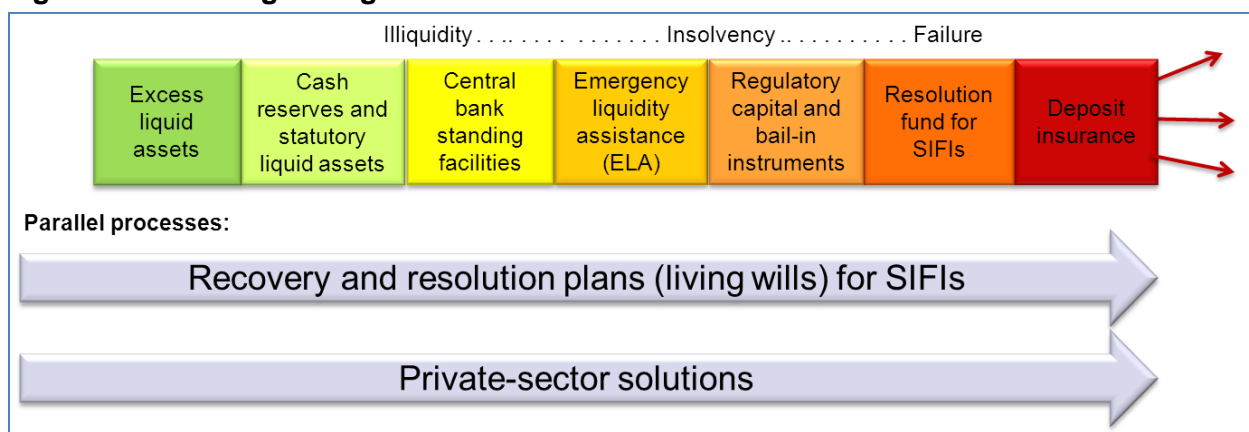 Illiquidity . . .. . . . . .  . . . . . . . Insolvency .. . . . . . . . . . Failure
Excess
liquid
assets
Cash
reserves and
statutory
liquid assets
Central
bank
standing
facilities
Emergency
liquidity
assistance
(ELA)
Regulatory
capital and
bail-in
instruments
Resolution
fund for
SIFIs
Deposit
insurance
Parallel processes:
Recovery and resolution plans (living wills) for SIFIs
Private-sector solutions